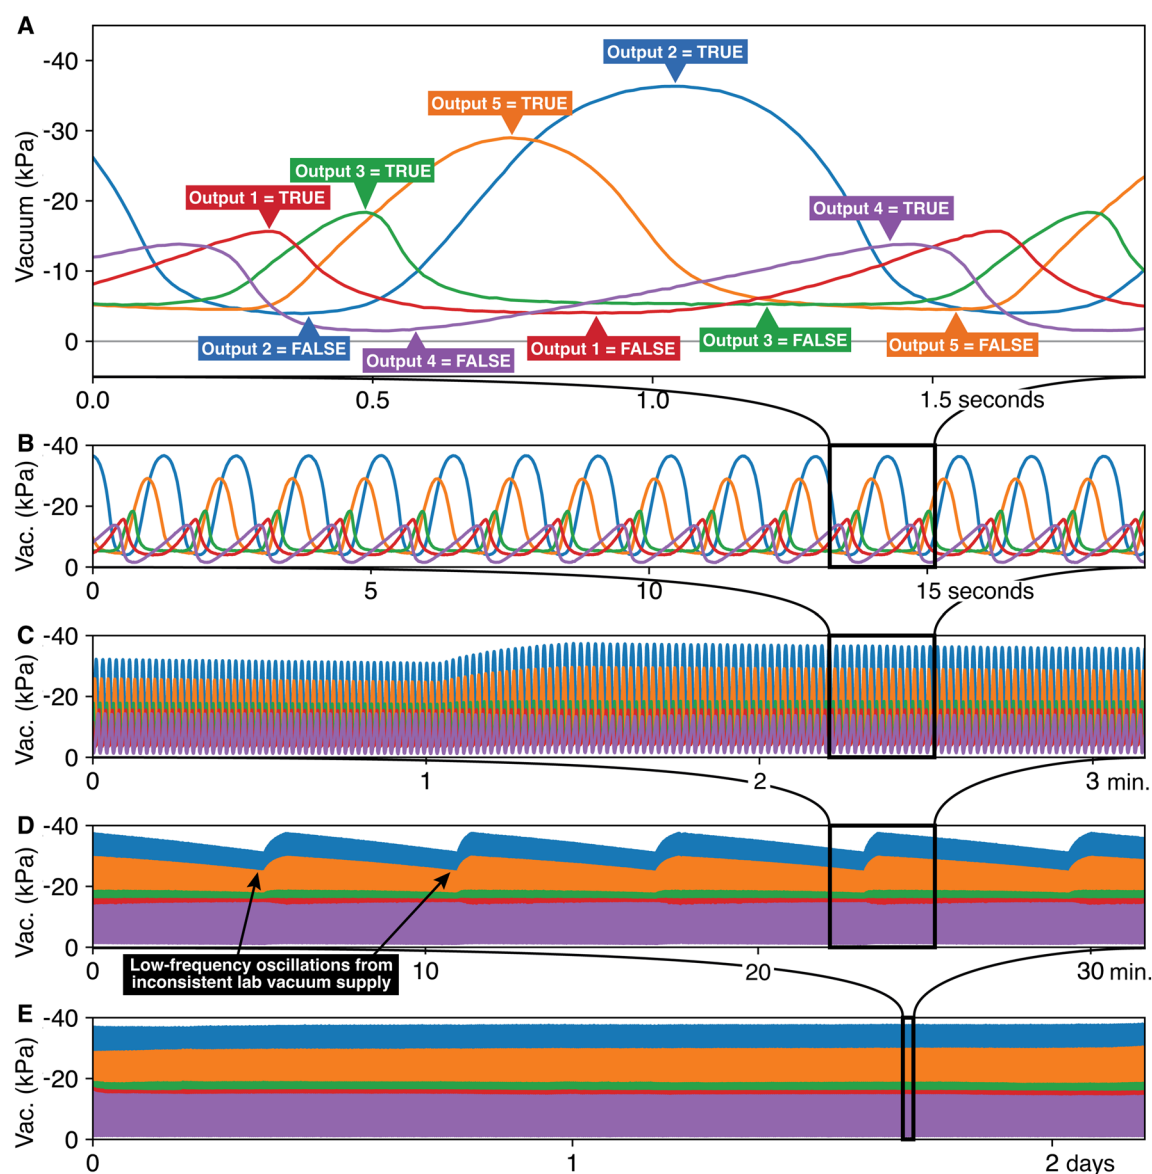 A
-40
-30
-20
-10
0
Vacuum (kPa)
Output 2 = TRUE
Output 5 = TRUE
Output 3 = TRUE
Output 1 = TRUE
Output 4 = TRUE
Output 2 = FALSE
Output 4 = FALSE
Output 1 = FALSE
Output 3 = FALSE
Output 5 = FALSE
0.0 0.5 1.0 1.5 seconds
B
-40
-20
0
Vac. (kPa)
0 5 10 15 seconds
C
-40
-20
0
Vac. (kPa)
0 1 2 3 min.
D
-40
-20
0
Vac. (kPa)
0 10 20 30 min.
Low-frequency oscillations from
inconsistent lab vacuum supply
E
-40
-20
0
Vac. (kPa)
0 1 2 days